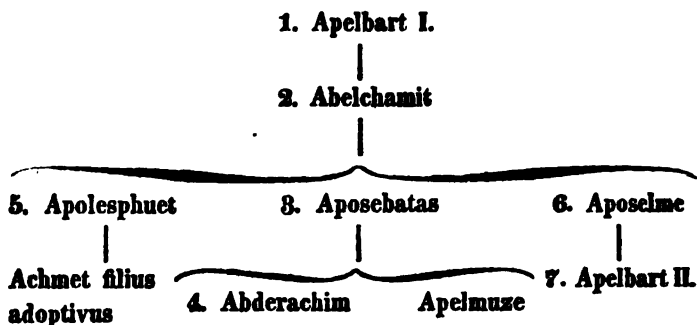 1. Apelbart I.
2. Abelchamit
5. Apolesphuet 3. Aposebatas 6. Aposelme
Achmet filius 7. Apelbart II.
adoptivus 4. Abderachim Apelmuze